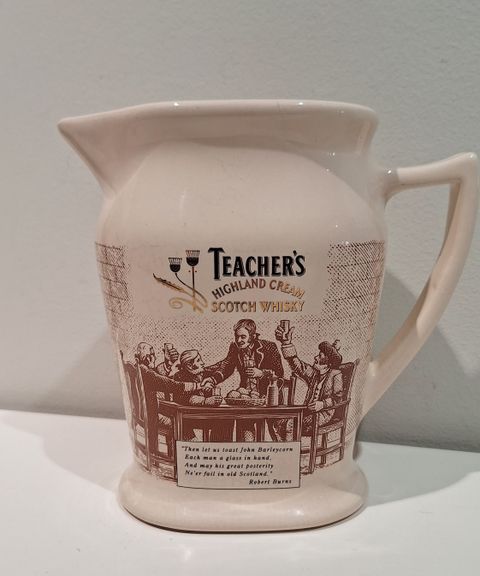 TEACHER'S
HIGHLAND CREAM
SCOTCH WHISKY
"Then let us toast John Barleycorn
Each man a glass in hand,
And may his great posterity
Ne'er fail in old Scotland."
Robert Burns